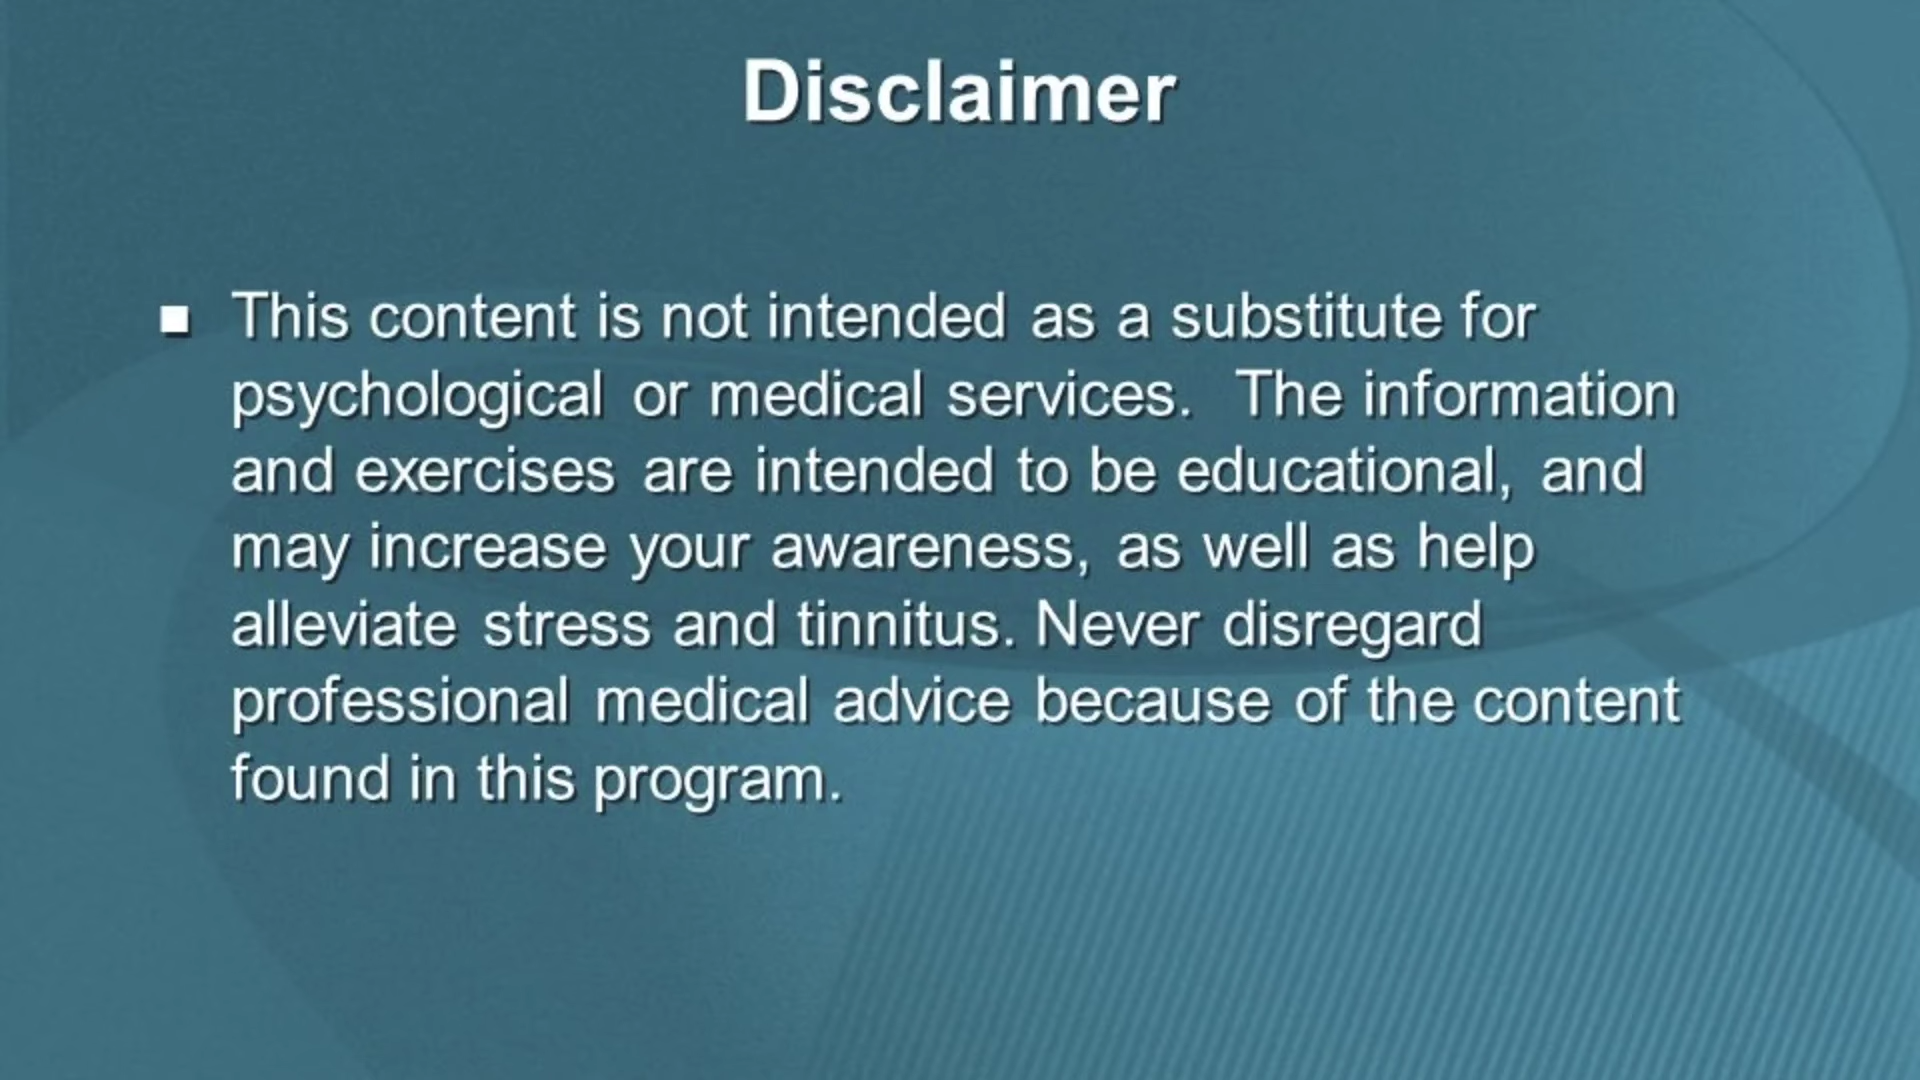 Disclaimer
■ This content is not intended as a substitute for
psychological or medical services.  The information
and exercises are intended to be educational, and
may increase your awareness, as well as help
alleviate stress and tinnitus. Never disregard
professional medical advice because of the content
found in this program.